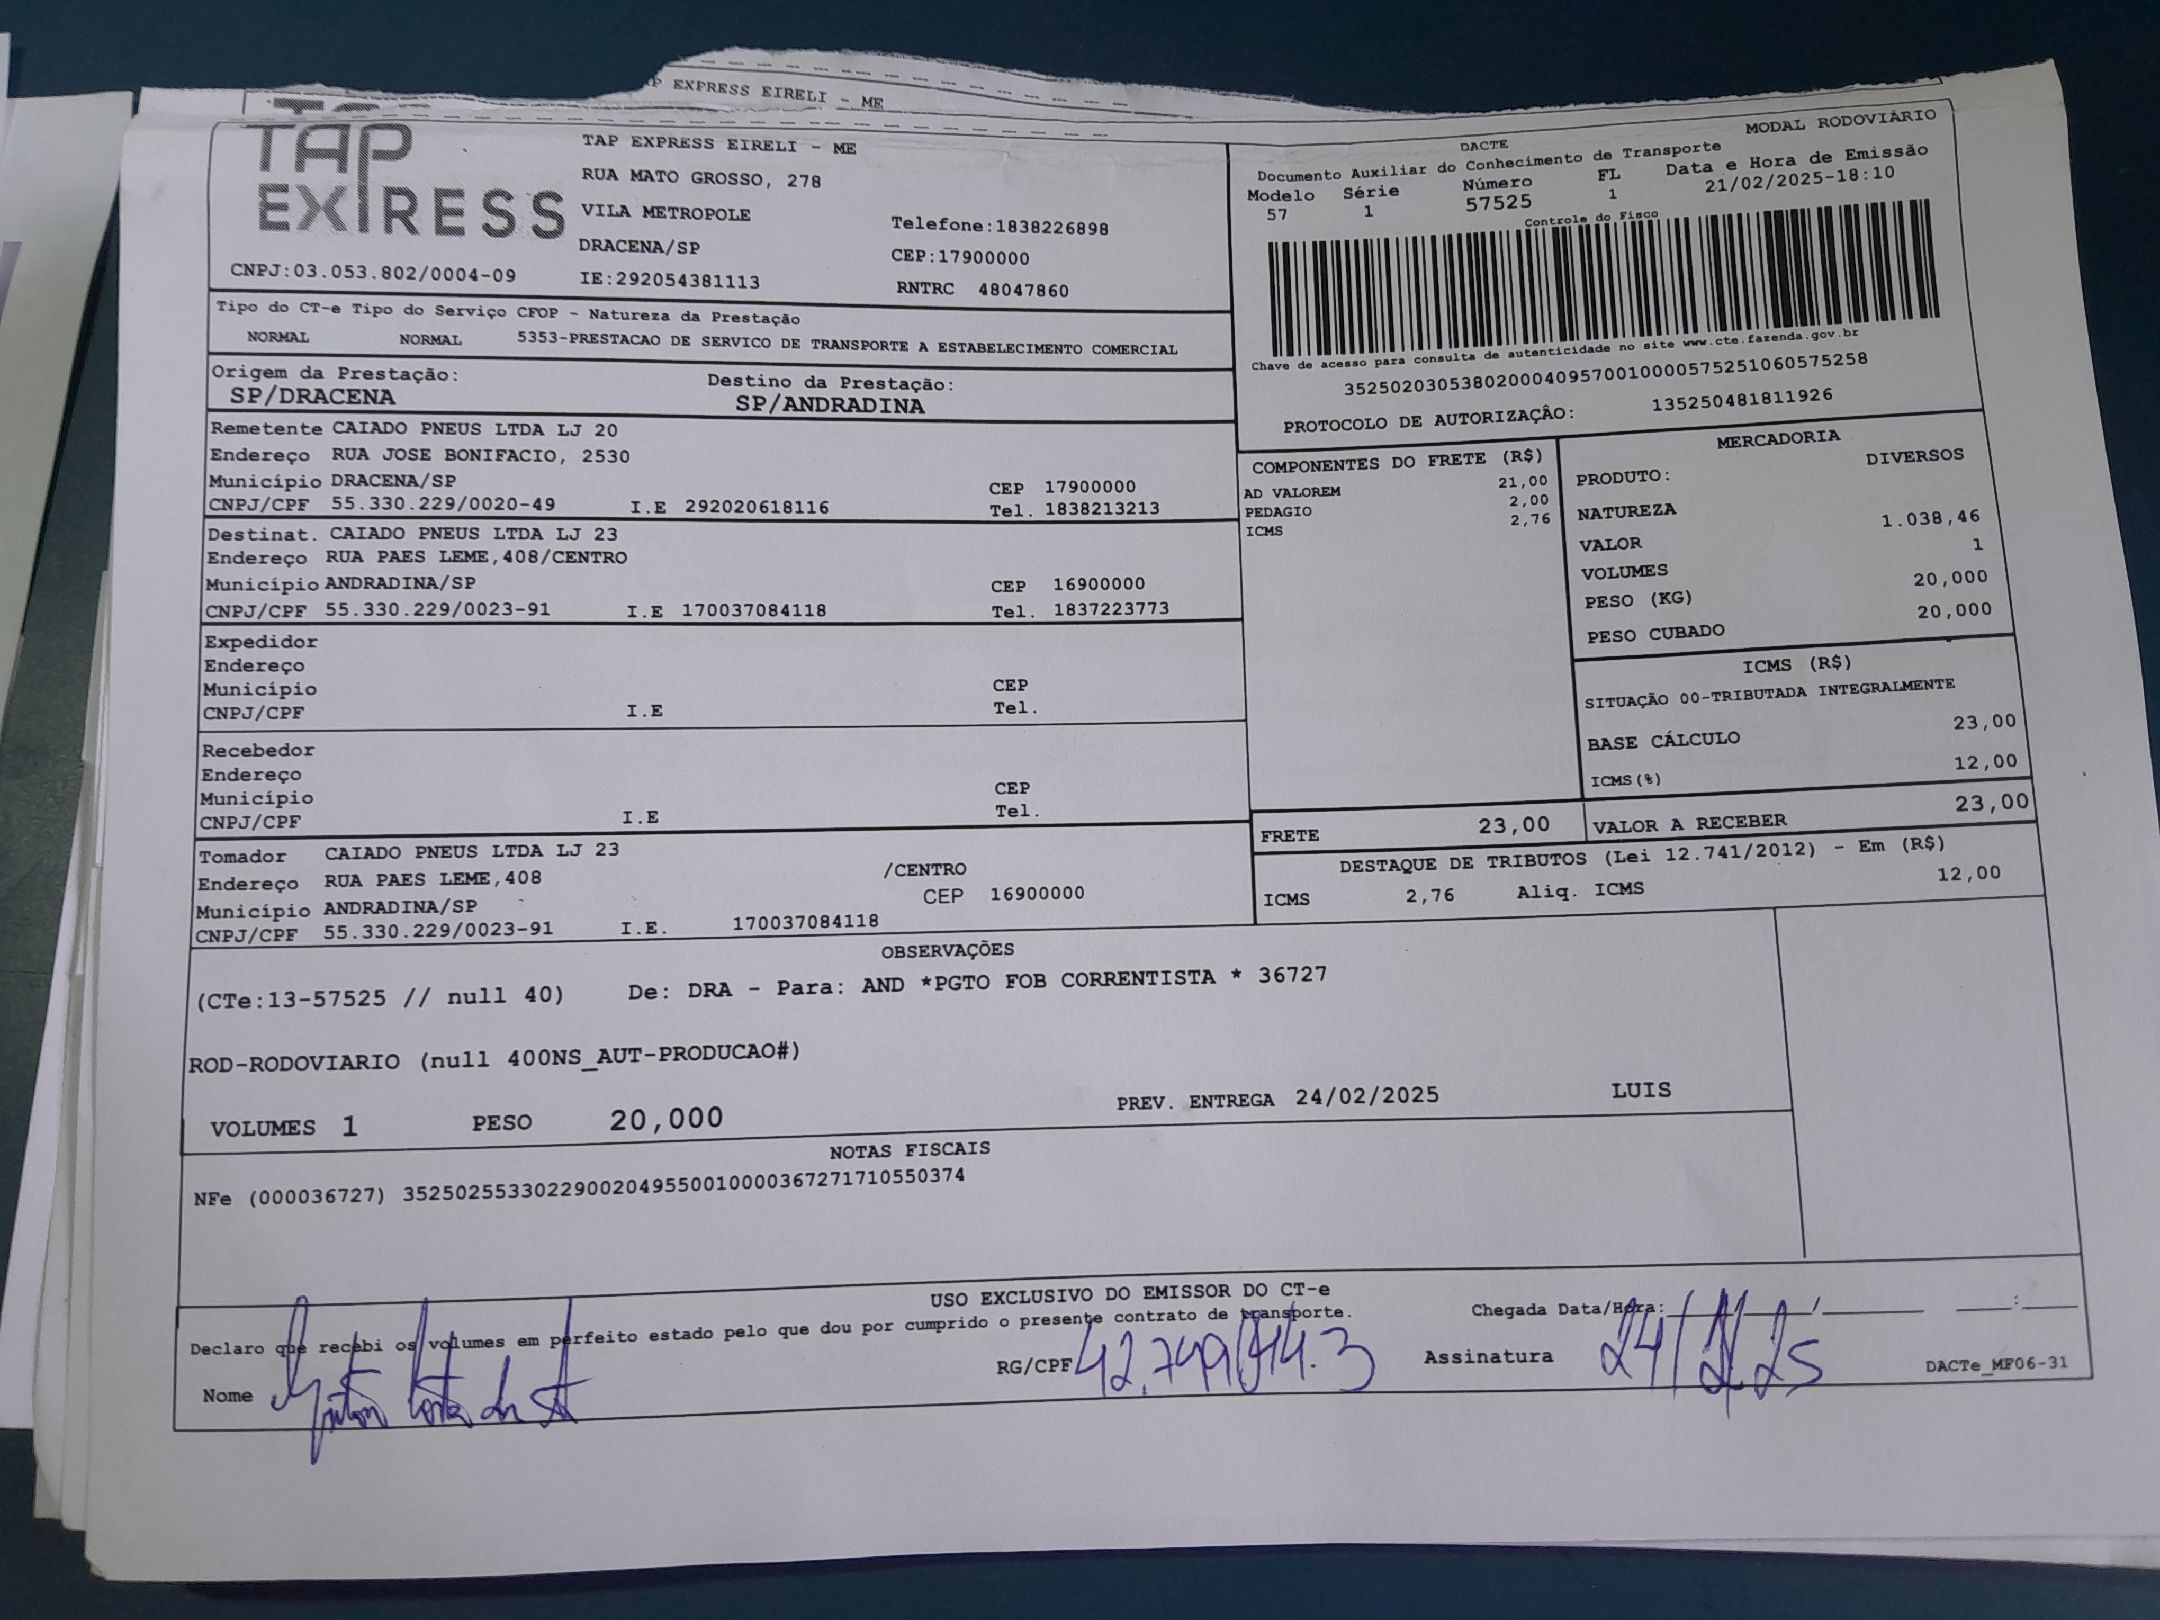 P EXPRESS EIRELI - ME
TAP
EXPRESS
CNPJ:03.053.802/0004-09
TAP EXPRESS EIRELI - ME
RUA MATO GROSSO, 278
VILA METROPOLE
DRACENA/SP
IE:292054381113
Telefone:1838226898
CEP:17900000
RNTRC 48047860
DACTE
MODAL RODOVIÁRIO
Documento Auxiliar do Conhecimento de Transporte
Modelo Série Número FL Data e Hora de Emissão
57 1 57525 1 21/02/2025-18:10
Controle do Fisco
Chave de acesso para consulta de autenticidade no site www.cte.fazenda.gov.br
35250203053802000409570010000575251060575258
PROTOCOLO DE AUTORIZAÇÂO: 135250481811926
Tipo do CT-e Tipo do Serviço CFOP - Natureza da Prestação
NORMAL NORMAL 5353-PRESTACAO DE SERVICO DE TRANSPORTE A ESTABELECIMENTO COMERCIAL
Origem da Prestação: Destino da Prestação:
SP/DRACENA SP/ANDRADINA
Remetente CAIADO PNEUS LTDA LJ 20
Endereço RUA JOSE BONIFACIO, 2530
Município DRACENA/SP CEP 17900000
CNPJ/CPF 55.330.229/0020-49 I.E 292020618116 Tel. 1838213213
Destinat. CAIADO PNEUS LTDA LJ 23
Endereço RUA PAES LEME,408/CENTRO
Município ANDRADINA/SP CEP 16900000
CNPJ/CPF 55.330.229/0023-91 I.E 170037084118 Tel. 1837223773
Expedidor
Endereço
Município CEP
CNPJ/CPF I.E Tel.
Recebedor
Endereço
Município CEP
CNPJ/CPF I.E Tel.
Tomador CAIADO PNEUS LTDA LJ 23
Endereço RUA PAES LEME,408 /CENTRO
Município ANDRADINA/SP CEP 16900000
CNPJ/CPF 55.330.229/0023-91 I.E. 170037084118
COMPONENTES DO FRETE (R$)
AD VALOREM 21,00
PEDAGIO 2,00
ICMS 2,76
MERCADORIA
PRODUTO: DIVERSOS
NATUREZA
VALOR 1.038,46
VOLUMES 1
PESO (KG) 20,000
PESO CUBADO 20,000
ICMS (R$)
SITUAÇÃO 00-TRIBUTADA INTEGRALMENTE
BASE CÁLCULO 23,00
ICMS(%) 12,00
FRETE 23,00 VALOR A RECEBER 23,00
DESTAQUE DE TRIBUTOS (Lei 12.741/2012) - Em (R$)
ICMS 2,76 Aliq. ICMS 12,00
OBSERVAÇÕES
(CTe:13-57525 // null 40) De: DRA - Para: AND *PGTO FOB CORRENTISTA * 36727
ROD-RODOVIARIO (null 400NS_AUT-PRODUCAO#)
VOLUMES 1 PESO 20,000 PREV. ENTREGA 24/02/2025 LUIS
NOTAS FISCAIS
NFe (000036727) 35250255330229002049550010000367271710550374
USO EXCLUSIVO DO EMISSOR DO CT-e
Declaro que recebi os volumes em perfeito estado pelo que dou por cumprido o presente contrato de transporte.
Chegada Data/Hora:
Nome RG/CPF Assinatura 24/2/25
DACTe_MF06-31